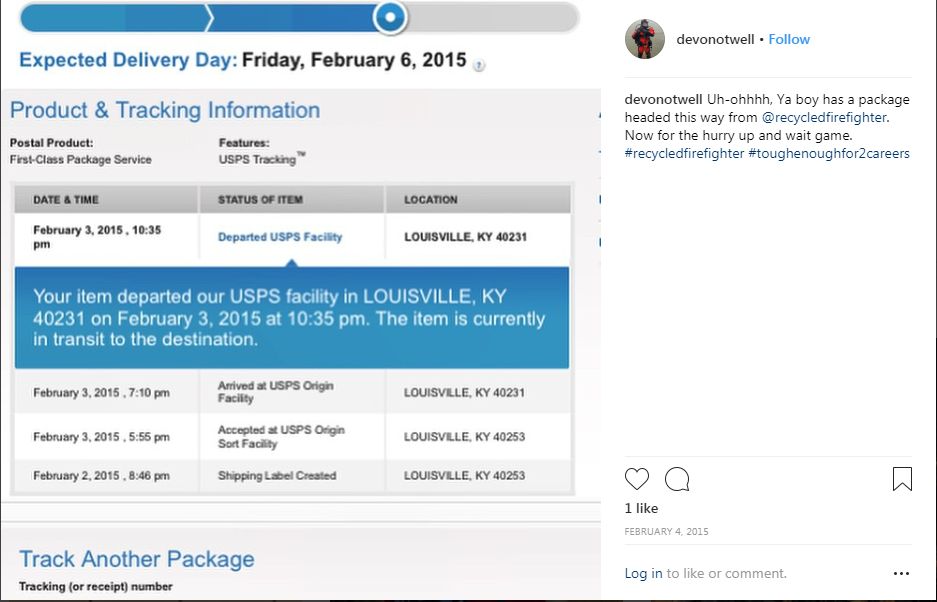 Expected Delivery Day: Friday, February 6, 2015 ?
Product & Tracking Information
Postal Product:
First-Class Package Service
Features:
USPS Tracking™
DATE & TIME STATUS OF ITEM LOCATION
February 3, 2015 , 10:35 pm Departed USPS Facility LOUISVILLE, KY 40231
Your item departed our USPS facility in LOUISVILLE, KY
40231 on February 3, 2015 at 10:35 pm. The item is currently
in transit to the destination.
February 3, 2015 , 7:10 pm Arrived at USPS Origin Facility LOUISVILLE, KY 40231
February 3, 2015 , 5:55 pm Accepted at USPS Origin Sort Facility LOUISVILLE, KY 40253
February 2, 2015 , 8:46 pm Shipping Label Created LOUISVILLE, KY 40253
Track Another Package
Tracking (or receipt) number
devonotwell • Follow
devonotwell Uh-ohhhh, Ya boy has a package
headed this way from @recycledfirefighter.
Now for the hurry up and wait game.
#recycledfirefighter #toughenoughfor2careers
1 like
FEBRUARY 4, 2015
Log in to like or comment.